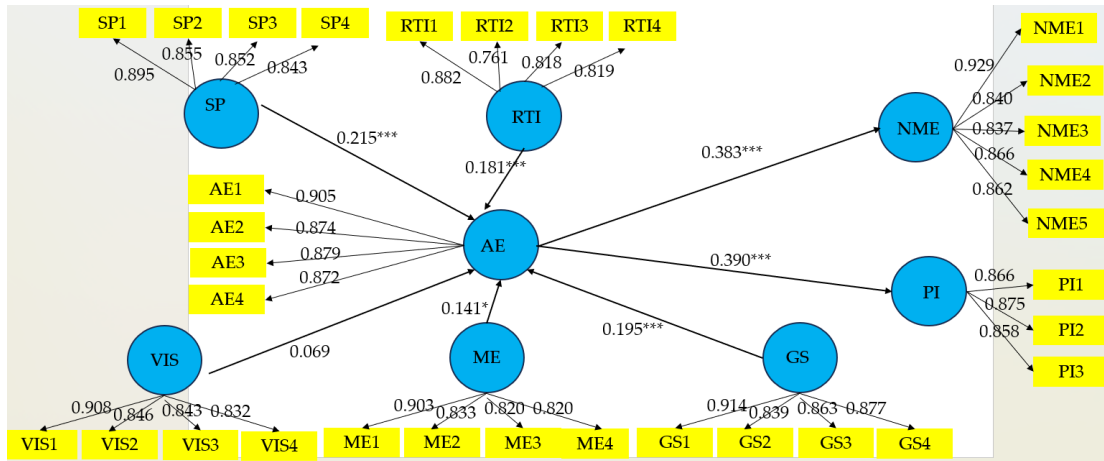 SP1 SP2 SP3 SP4 RTI1 RTI2 RTI3 RTI4 NME1
0.895 0.855 0.852 0.843 0.882 0.761 0.818 0.819 0.929
SP RTI NME NME2
0.840
0.215*** 0.181*** 0.383*** 0.837 NME3
0.866 NME4
0.862 NME5
AE1 0.905
AE2 0.874
AE3 0.879
AE4 0.872
AE
0.390*** PI 0.866 PI1
0.875 PI2
0.858 PI3
0.141* 0.195***
VIS 0.069 ME GS
0.908 0.846 0.843 0.832 0.903 0.833 0.820 0.820 0.914 0.839 0.863 0.877
VIS1 VIS2 VIS3 VIS4 ME1 ME2 ME3 ME4 GS1 GS2 GS3 GS4